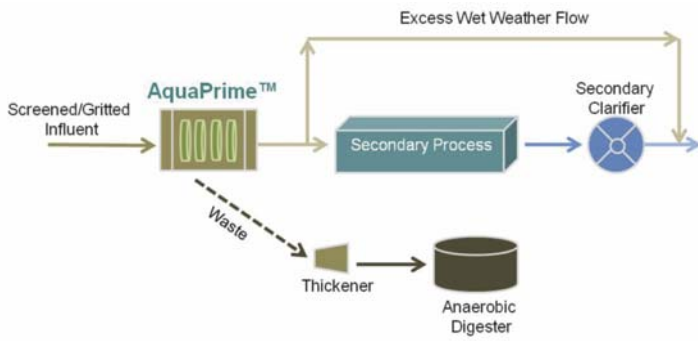 Excess Wet Weather Flow
AquaPrime™
Screened/Gritted
Influent
Secondary
Clarifier
Secondary Process
Waste
Thickener
Anaerobic
Digester